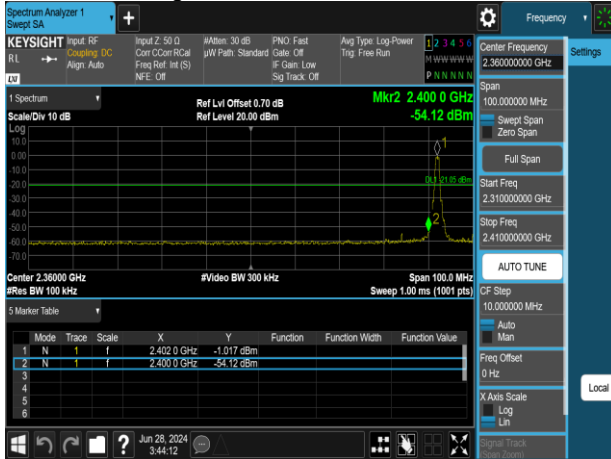 Spectrum Analyzer 1
Swept SA
Frequency
KEYSIGHT
RL
LXI
Input: RF
Coupling: DC
Align: Auto
Input Z: 50 Ω
Corr CCorr RCal
Freq Ref: Int (S)
NFE: Off
#Atten: 30 dB
µW Path: Standard
PNO: Fast
Gate: Off
IF Gain: Low
Sig Track: Off
Avg Type: Log-Power
Trig: Free Run
1 2 3 4 5 6
M W W W W W
P N N N N N
1 Spectrum
Scale/Div 10 dB
Ref Lvl Offset 0.70 dB
Ref Level 20.00 dBm
Mkr2 2.400 0 GHz
-54.12 dBm
Log
10.0
0.00
-10.0
-20.0
-30.0
-40.0
-50.0
-60.0
-70.0
1
DL1 -21.05 dBm
2
Center 2.36000 GHz
#Res BW 100 kHz
#Video BW 300 kHz
Span 100.0 MHz
Sweep 1.00 ms (1001 pts)
5 Marker Table
Mode Trace Scale X Y Function Function Width Function Value
1 N 1 f 2.402 0 GHz -1.017 dBm
2 N 1 f 2.400 0 GHz -54.12 dBm
3
4
5
6
?
Jun 28, 2024
3:44:12
Center Frequency
2.360000000 GHz
Settings
Span
100.000000 MHz
Swept Span
Zero Span
Full Span
Start Freq
2.310000000 GHz
Stop Freq
2.410000000 GHz
AUTO TUNE
CF Step
10.000000 MHz
Auto
Man
Freq Offset
0 Hz
X Axis Scale
Log
Lin
Local
Signal Track
(Span Zoom)